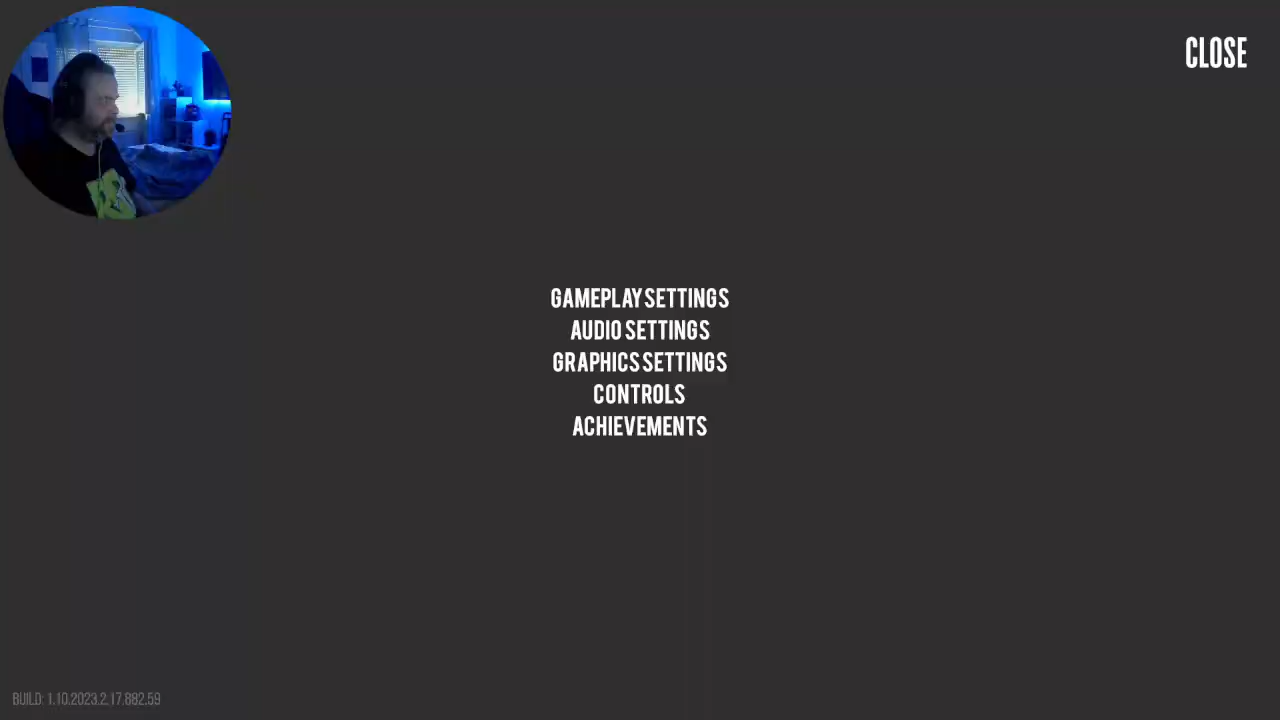 CLOSE
GAMEPLAY SETTINGS
AUDIO SETTINGS
GRAPHICS SETTINGS
CONTROLS
ACHIEVEMENTS
BUILD: 1.10.2023.2.17.882.59